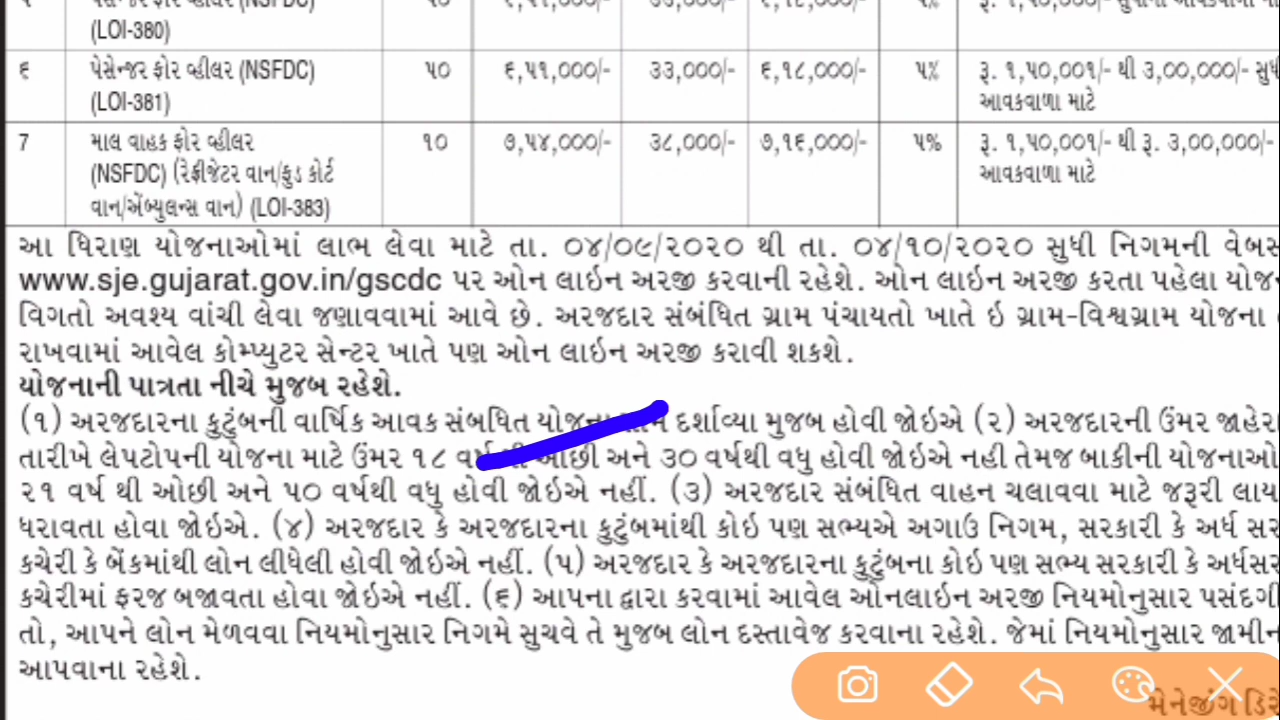 (LOI-380)
૬ પેસેન્જર ફોર વ્હીલર (NSFDC) ૫૦ ૬,૫૧,૦૦૦/- ૩૩,૦૦૦/- ૬,૧૮,૦૦૦/- ૫% રૂ. ૧,૫૦,૦૦૧/- થી ૩,૦૦,૦૦૦/-
(LOI-381) આવકવાળા માટે
7 માલ વાહક ફોર વ્હીલર ૧૦ ૭,૫૪,૦૦૦/- ૩૮,૦૦૦/- ૭,૧૬,૦૦૦/- ૫% રૂ. ૧,૫૦,૦૦૧/- થી રૂ. ૩,૦૦,૦૦૦/-
(NSFDC) (રેફ્રીજેટર વાન/ફુડ કોર્ટ આવકવાળા માટે
વાન/એંબ્યુલન્સ વાન) (LOI-383)
આ ધિરાણ યોજનાઓમાં લાભ લેવા માટે તા. ૦૪/૦૯/૨૦૨૦ થી તા. ૦૪/૧૦/૨૦૨૦ સુધી નિગમની
www.sje.gujarat.gov.in/gscdc પર ઓન લાઇન અરજી કરવાની રહેશે. ઓન લાઇન અરજી કરતા પહેલા
વિગતો અવશ્ય વાંચી લેવા જણાવવામાં આવે છે. અરજદાર સંબંધિત ગ્રામ પંચાયતો ખાતે ઇ ગ્રામ-વિશ્વગ્રામ યોજના
રાખવામાં આવેલ કોમ્પ્યુટર સેન્ટર ખાતે પણ ઓન લાઇન અરજી કરાવી શકશે.
યોજનાની પાત્રતા નીચે મુજબ રહેશે.
(૧) અરજદારના કુટુંબની વાર્ષિક આવક સંબધિત યોજના દર્શાવ્યા મુજબ હોવી જોઇએ (૨) અરજદારની ઉંમર
તારીખે લેપટોપની યોજના માટે ઉંમર ૧૮ વર્ષ ઓછી અને ૩૦ વર્ષથી વધુ હોવી જોઇએ નહી તેમજ બાકીની યોજનાઓ
૨૧ વર્ષ થી ઓછી અને ૫૦ વર્ષથી વધુ હોવી જોઇએ નહીં. (૩) અરજદાર સંબંધિત વાહન ચલાવવા માટે જરૂરી
ધરાવતા હોવા જોઇએ. (૪) અરજદાર કે અરજદારના કુટુંબમાંથી કોઇ પણ સભ્યએ અગાઉ નિગમ, સરકારી કે અર્ધ
કચેરી કે બેંકમાંથી લોન લીધેલી હોવી જોઇએ નહીં. (૫) અરજદાર કે અરજદારના કુટુંબના કોઇ પણ સભ્ય સરકારી કે
કચેરીમાં ફરજ બજાવતા હોવા જોઇએ નહીં. (૬) આપના દ્વારા કરવામાં આવેલ ઓનલાઇન અરજી નિયમોનુસાર પસંદગી
તો, આપને લોન મેળવવા નિયમોનુસાર નિગમે સુચવે તે મુજબ લોન દસ્તાવેજ કરવાના રહેશે. જેમાં નિયમોનુસાર
આપવાના રહેશે.
મેનેજીંગ